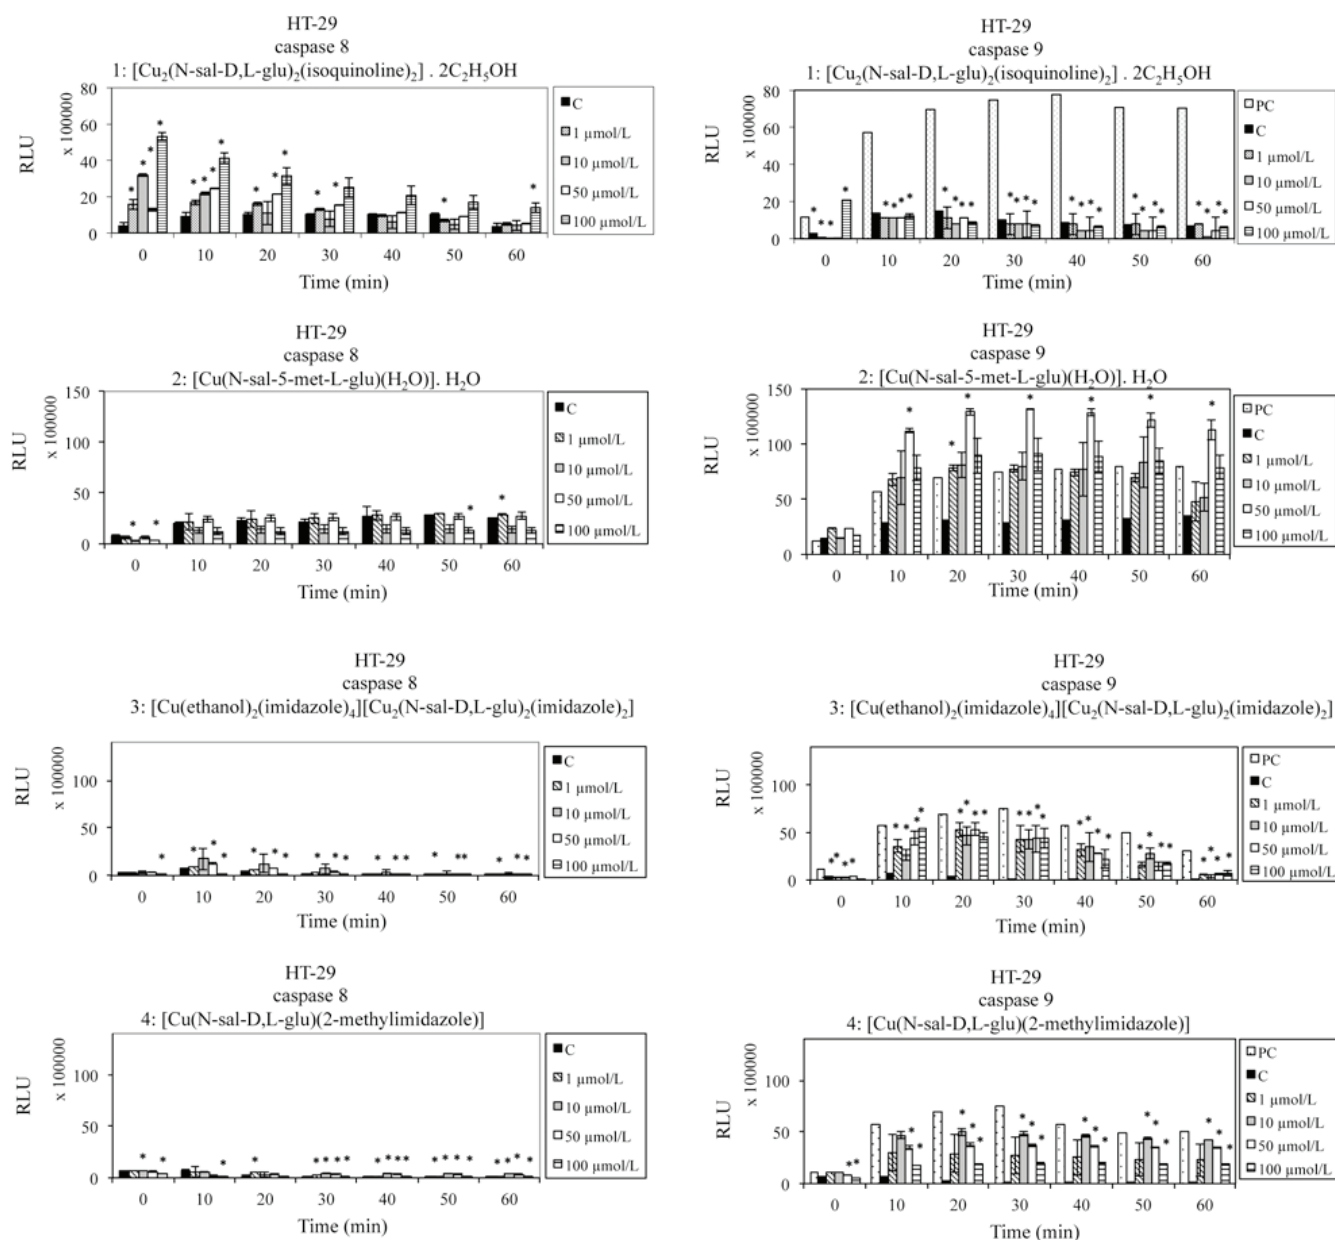 HT-29
caspase 8
1: [Cu₂(N-sal-D,L-glu)₂(isoquinoline)₂] . 2C₂H₅OH
RLU
x 100000
80
60
40
20
0
* * * * * * * * * * * * * * *
0 10 20 30 40 50 60
Time (min)
C
1 µmol/L
10 µmol/L
50 µmol/L
100 µmol/L
HT-29
caspase 9
1: [Cu₂(N-sal-D,L-glu)₂(isoquinoline)₂] . 2C₂H₅OH
RLU
x 100000
80
60
40
20
0
0 10 20 30 40 50 60
Time (min)
PC
C
1 µmol/L
10 µmol/L
50 µmol/L
100 µmol/L
HT-29
caspase 8
2: [Cu(N-sal-5-met-L-glu)(H₂O)]. H₂O
RLU
x 100000
150
100
50
0
0 10 20 30 40 50 60
Time (min)
C
1 µmol/L
10 µmol/L
50 µmol/L
100 µmol/L
HT-29
caspase 9
2: [Cu(N-sal-5-met-L-glu)(H₂O)]. H₂O
RLU
x 100000
150
100
50
0
0 10 20 30 40 50 60
Time (min)
PC
C
1 µmol/L
10 µmol/L
50 µmol/L
100 µmol/L
HT-29
caspase 8
3: [Cu(ethanol)₂(imidazole)₄][Cu₂(N-sal-D,L-glu)₂(imidazole)₂]
RLU
x 100000
100
50
0
0 10 20 30 40 50 60
Time (min)
C
1 µmol/L
10 µmol/L
50 µmol/L
100 µmol/L
HT-29
caspase 9
3: [Cu(ethanol)₂(imidazole)₄][Cu₂(N-sal-D,L-glu)₂(imidazole)₂]
RLU
x 100000
100
50
0
0 10 20 30 40 50 60
Time (min)
PC
C
1 µmol/L
10 µmol/L
50 µmol/L
100 µmol/L
HT-29
caspase 8
4: [Cu(N-sal-D,L-glu)(2-methylimidazole)]
RLU
x 100000
100
50
0
0 10 20 30 40 50 60
Time (min)
C
1 µmol/L
10 µmol/L
50 µmol/L
100 µmol/L
HT-29
caspase 9
4: [Cu(N-sal-D,L-glu)(2-methylimidazole)]
RLU
x 100000
100
50
0
0 10 20 30 40 50 60
Time (min)
PC
C
1 µmol/L
10 µmol/L
50 µmol/L
100 µmol/L